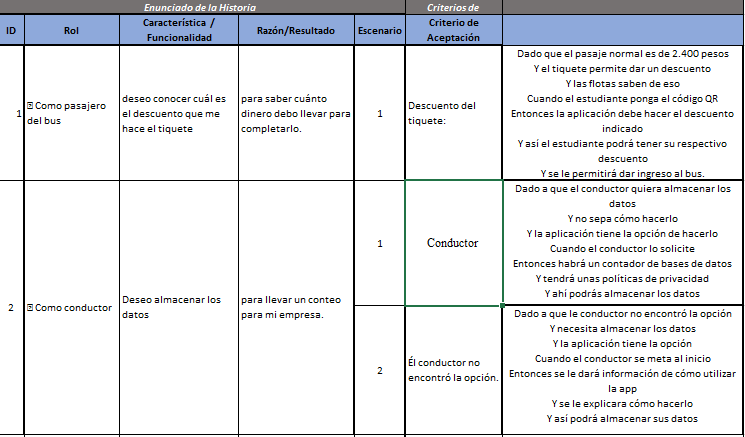 Enunciado de la Historia
Criterios de
ID
Rol
Característica /
Funcionalidad
Razón/Resultado
Escenario
Criterio de
Aceptación
1
Como pasajero
del bus
deseo conocer cuál es
el descuento que me
hace el tiquete
para saber cuánto
dinero debo llevar para
completarlo.
1
Descuento del
tiquete:
Dado que el pasaje normal es de 2.400 pesos
Y el tiquete permite dar un descuento
Y las flotas saben de eso
Cuando el estudiante ponga el código QR
Entonces la aplicación debe hacer el descuento
indicado
Y así el estudiante podrá tener su respectivo
descuento
Y se le permitirá dar ingreso al bus.
2
Como conductor
Deseo almacenar los
datos
para llevar un conteo
para mi empresa.
1
Conductor
Dado a que el conductor quiera almacenar los
datos
Y no sepa cómo hacerlo
Y la aplicación tiene la opción de hacerlo
Cuando el conductor lo solicite
Entonces habrá un contador de bases de datos
Y tendrá unas políticas de privacidad
Y ahí podrás almacenar los datos
2
Él conductor no
encontró la opción.
Dado a que le conductor no encontró la opción
Y necesita almacenar los datos
Y la aplicación tiene la opción
Cuando el conductor se meta al inicio
Entonces se le dará información de cómo utilizar
la app
Y se le explicara cómo hacerlo
Y así podrá almacenar sus datos